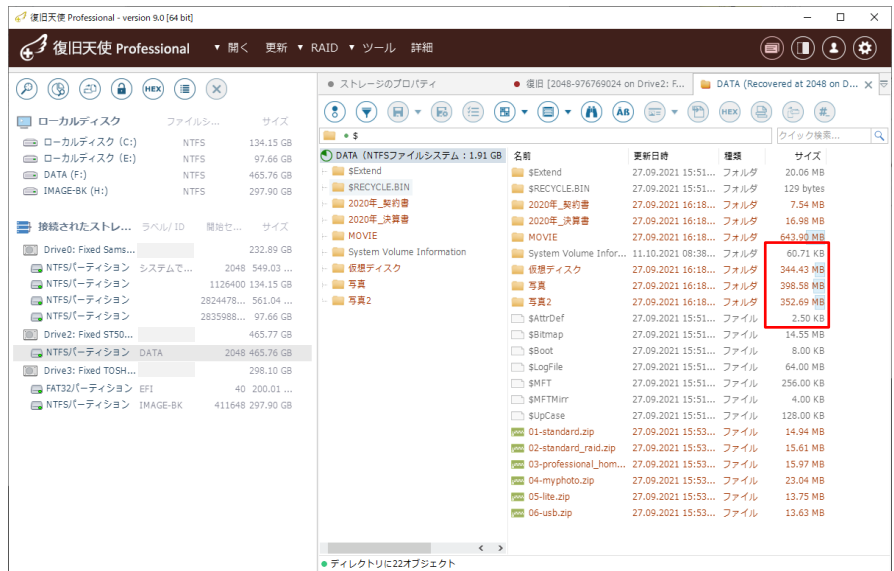 復旧天使 Professional - version 9.0 [64 bit]
復旧天使 Professional
▼ 開く 更新 ▼ RAID ▼ ツール 詳細
HEX
ローカルディスク ファイルシ... サイズ
ローカルディスク (C:) NTFS 134.15 GB
ローカルディスク (E:) NTFS 97.66 GB
DATA (F:) NTFS 465.76 GB
IMAGE-BK (H:) NTFS 297.90 GB
接続されたストレ... ラベル/ ID 開始セ... サイズ
Drive0: Fixed Sams... 232.89 GB
NTFSパーティション システムで... 2048 549.03 ...
NTFSパーティション 1126400 134.15 GB
NTFSパーティション 2824478... 561.04 ...
NTFSパーティション 2835988... 97.66 GB
Drive2: Fixed ST50... 465.77 GB
NTFSパーティション DATA 2048 465.76 GB
Drive3: Fixed TOSH... 298.10 GB
FAT32パーティション EFI 40 200.01 ...
NTFSパーティション IMAGE-BK 411648 297.90 GB
ストレージのプロパティ
復旧 [2048-976769024 on Drive2: F...
DATA (Recovered at 2048 on D... x
ÄB HEX
$
クイック検索...
DATA (NTFSファイルシステム : 1.91 GB
$Extend
$RECYCLE.BIN
2020年_契約書
2020年_決算書
MOVIE
System Volume Information
仮想ディスク
写真
写真2
名前 更新日時 種類 サイズ
$Extend 27.09.2021 15:51... フォルダ 20.06 MB
$RECYCLE.BIN 27.09.2021 15:51... フォルダ 129 bytes
2020年_契約書 27.09.2021 16:18... フォルダ 7.54 MB
2020年_決算書 27.09.2021 16:18... フォルダ 16.98 MB
MOVIE 27.09.2021 16:18... フォルダ 643.90 MB
System Volume Infor... 11.10.2021 08:38... フォルダ 60.71 KB
仮想ディスク 27.09.2021 16:18... フォルダ 344.43 MB
写真 27.09.2021 16:18... フォルダ 398.58 MB
写真2 27.09.2021 16:18... フォルダ 352.69 MB
$AttrDef 27.09.2021 15:51... ファイル 2.50 KB
$Bitmap 27.09.2021 15:51... ファイル 14.55 MB
$Boot 27.09.2021 15:51... ファイル 8.00 KB
$LogFile 27.09.2021 15:51... ファイル 64.00 MB
$MFT 27.09.2021 15:51... ファイル 256.00 KB
$MFTMirr 27.09.2021 15:51... ファイル 4.00 KB
$UpCase 27.09.2021 15:51... ファイル 128.00 KB
01-standard.zip 27.09.2021 15:53... ファイル 14.94 MB
02-standard_raid.zip 27.09.2021 15:53... ファイル 15.61 MB
03-professional_hom... 27.09.2021 15:53... ファイル 15.97 MB
04-myphoto.zip 27.09.2021 15:53... ファイル 23.04 MB
05-lite.zip 27.09.2021 15:53... ファイル 13.75 MB
06-usb.zip 27.09.2021 15:53... ファイル 13.63 MB
ディレクトリに22オブジェクト